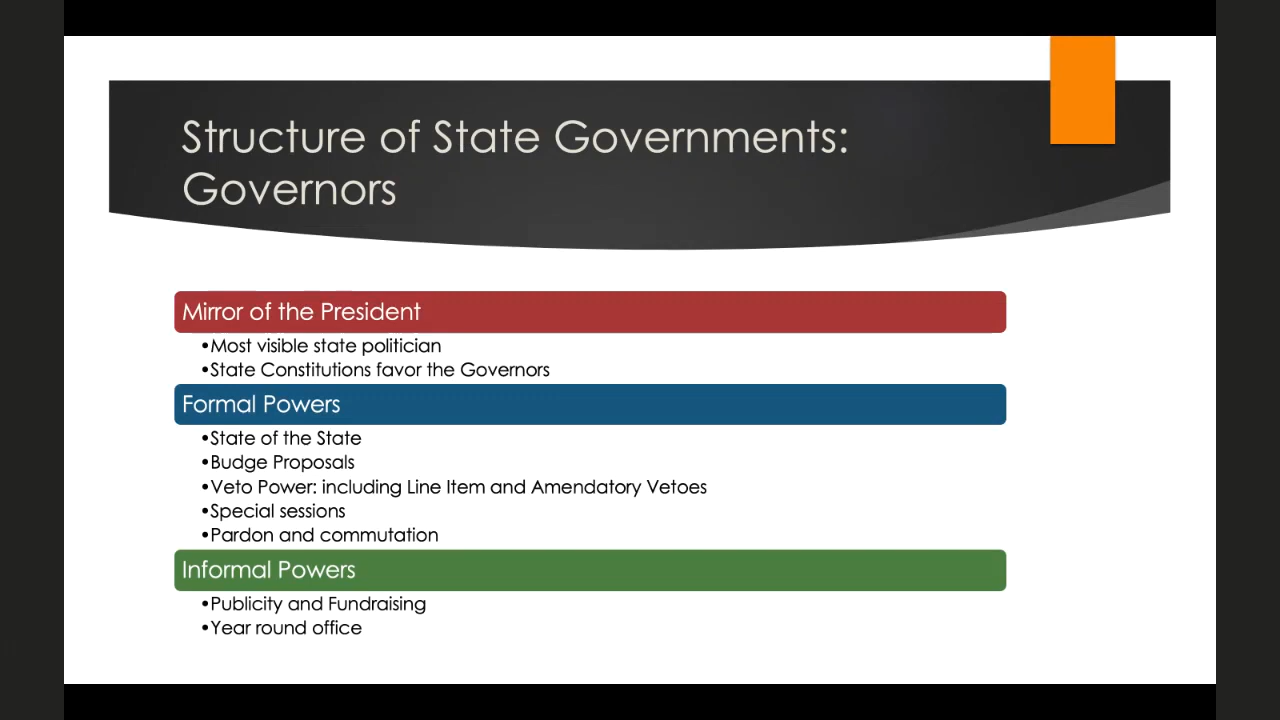 Structure of State Governments:
Governors
Mirror of the President
•Most visible state politician
•State Constitutions favor the Governors
Formal Powers
•State of the State
•Budge Proposals
•Veto Power: including Line Item and Amendatory Vetoes
•Special sessions
•Pardon and commutation
Informal Powers
•Publicity and Fundraising
•Year round office